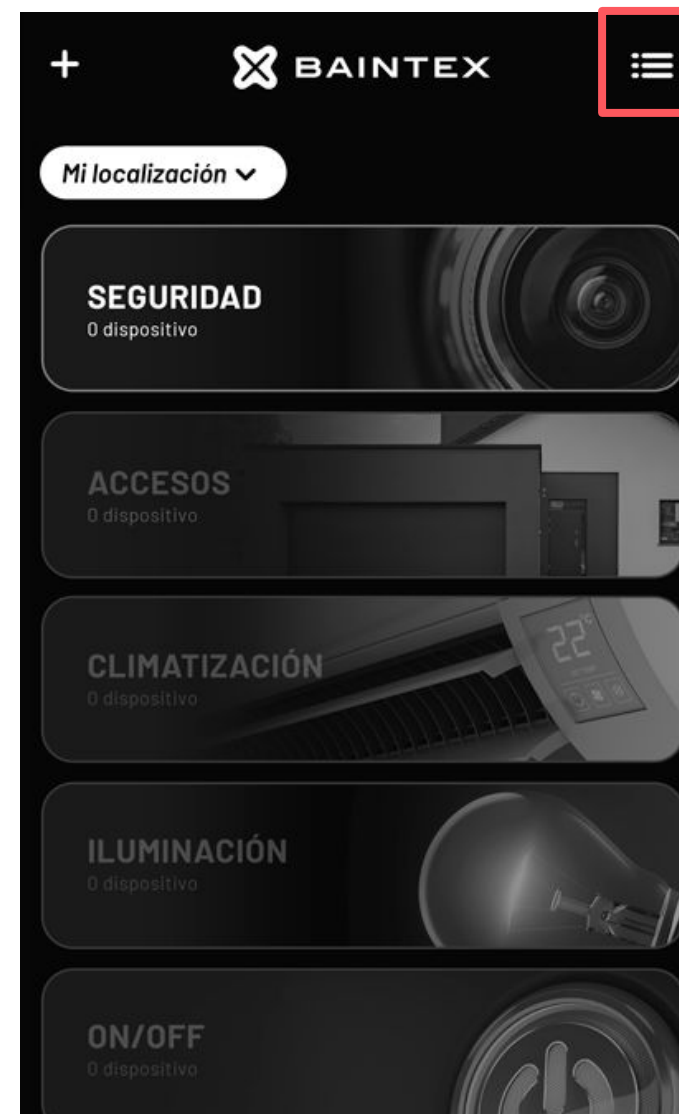 BAINTEX
Mi localización
SEGURIDAD
0 dispositivo
ACCESOS
0 dispositivo
CLIMATIZACIÓN
0 dispositivo
22°C
ILUMINACIÓN
0 dispositivo
ON/OFF
0 dispositivo